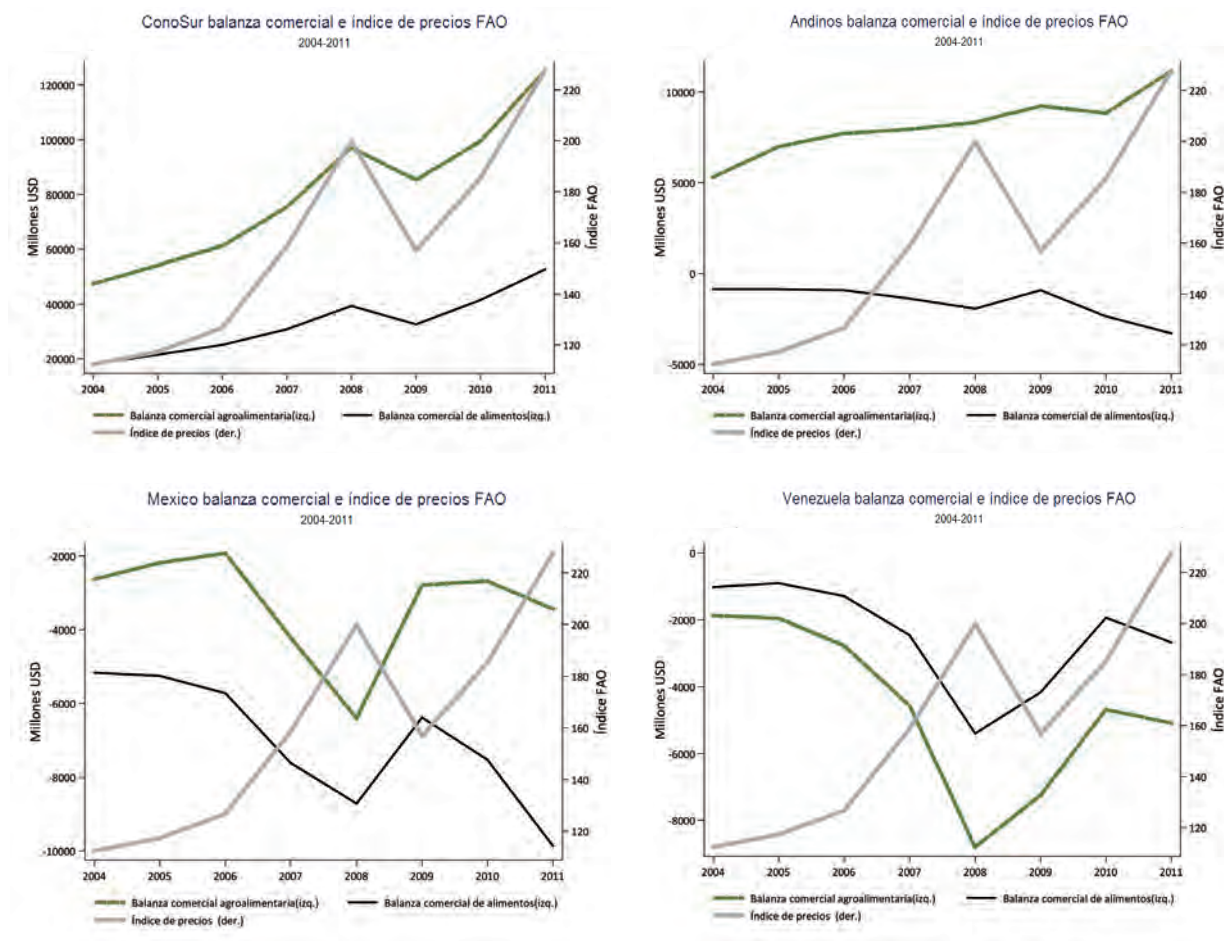 ConoSur balanza comercial e índice de precios FAO
2004-2011
Millones USD
120000
100000
80000
60000
40000
20000
Índice FAO
220
200
180
160
140
120
2004 2005 2006 2007 2008 2009 2010 2011
Balanza comercial agroalimentaria(izq.) Balanza comercial de alimentos(izq.)
Índice de precios (der.)
Andinos balanza comercial e índice de precios FAO
2004-2011
Millones USD
10000
5000
0
-5000
Índice FAO
220
200
180
160
140
120
2004 2005 2006 2007 2008 2009 2010 2011
Balanza comercial agroalimentaria(izq.) Balanza comercial de alimentos(izq.)
Índice de precios (der.)
Mexico balanza comercial e índice de precios FAO
2004-2011
Millones USD
-2000
-4000
-6000
-8000
-10000
Índice FAO
220
200
180
160
140
120
2004 2005 2006 2007 2008 2009 2010 2011
Balanza comercial agroalimentaria(izq.) Balanza comercial de alimentos(izq.)
Índice de precios (der.)
Venezuela balanza comercial e índice de precios FAO
2004-2011
Millones USD
0
-2000
-4000
-6000
-8000
Índice FAO
220
200
180
160
140
120
2004 2005 2006 2007 2008 2009 2010 2011
Balanza comercial agroalimentaria(izq.) Balanza comercial de alimentos(izq.)
Índice de precios (der.)